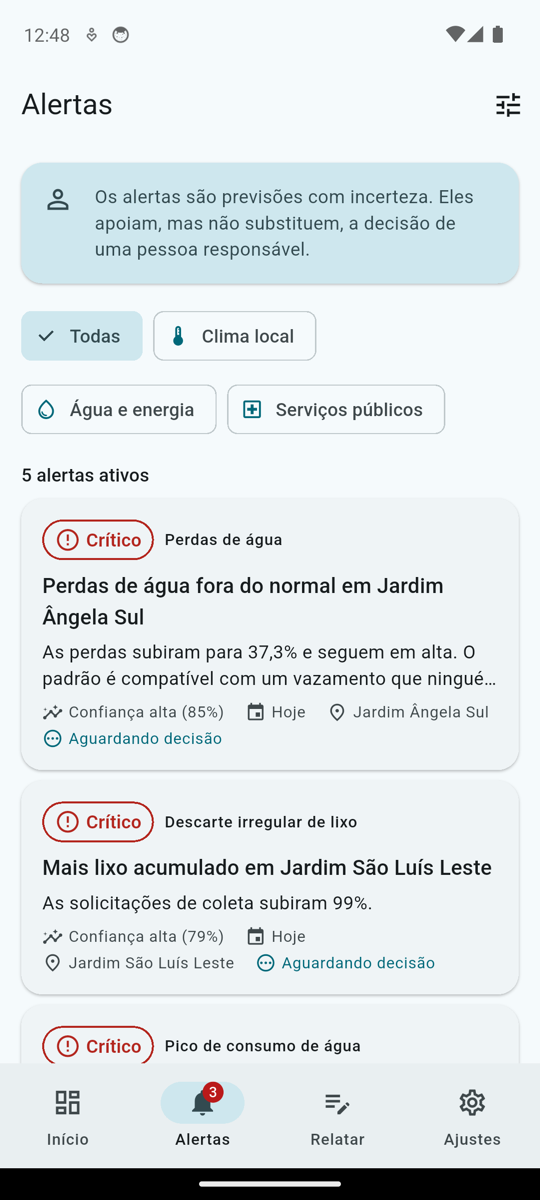 12:48
Alertas
Os alertas são previsões com incerteza. Eles
apoiam, mas não substituem, a decisão de
uma pessoa responsável.
Todas
Clima local
Água e energia
Serviços públicos
5 alertas ativos
Crítico
Perdas de água
Perdas de água fora do normal em Jardim
Ângela Sul
As perdas subiram para 37,3% e seguem em alta. O
padrão é compatível com um vazamento que ningué…
Confiança alta (85%)
Hoje
Jardim Ângela Sul
Aguardando decisão
Crítico
Descarte irregular de lixo
Mais lixo acumulado em Jardim São Luís Leste
As solicitações de coleta subiram 99%.
Confiança alta (79%)
Hoje
Jardim São Luís Leste
Aguardando decisão
Crítico
Pico de consumo de água
3
Início
Alertas
Relatar
Ajustes